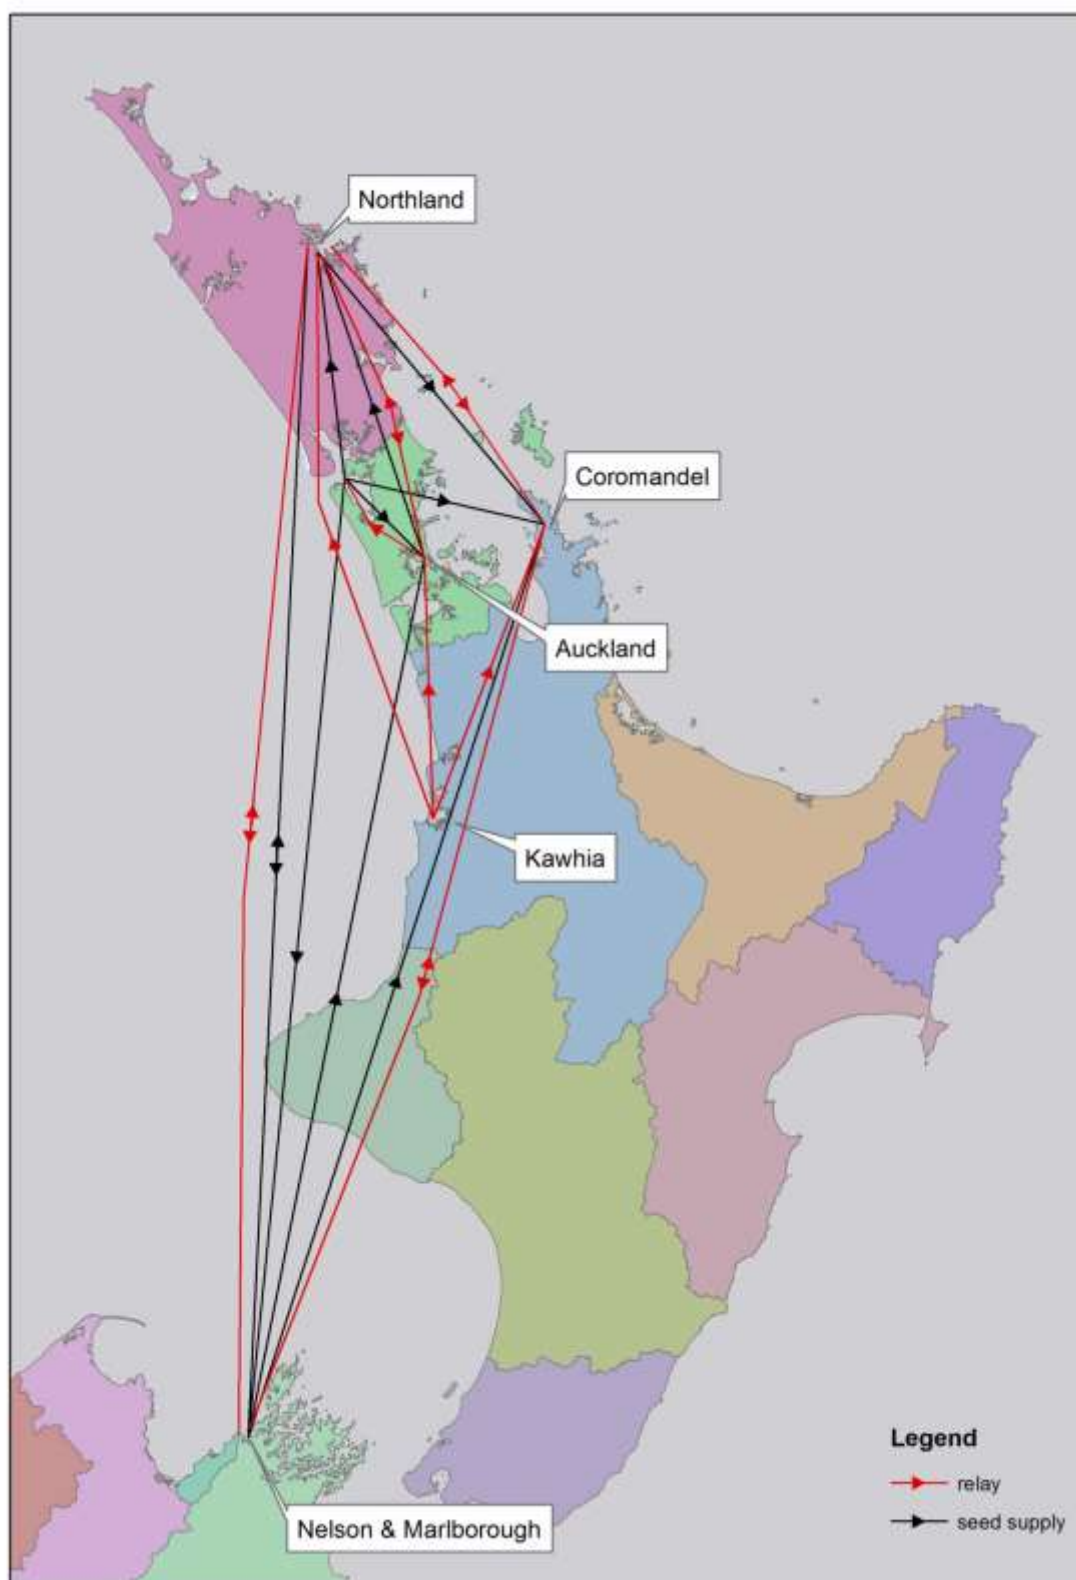 Northland
Coromandel
Auckland
Kawhia
Legend
relay
seed supply
Nelson & Marlborough